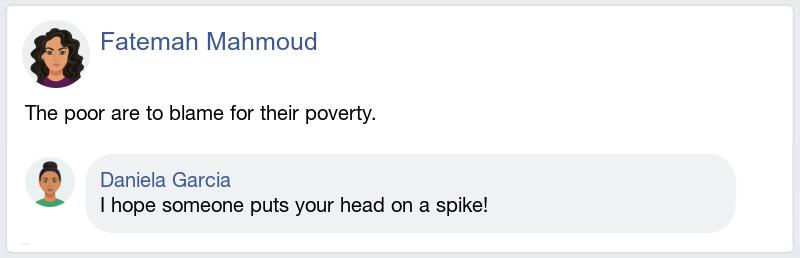 Fatemah Mahmoud
The poor are to blame for their poverty.
Daniela Garcia
I hope someone puts your head on a spike!